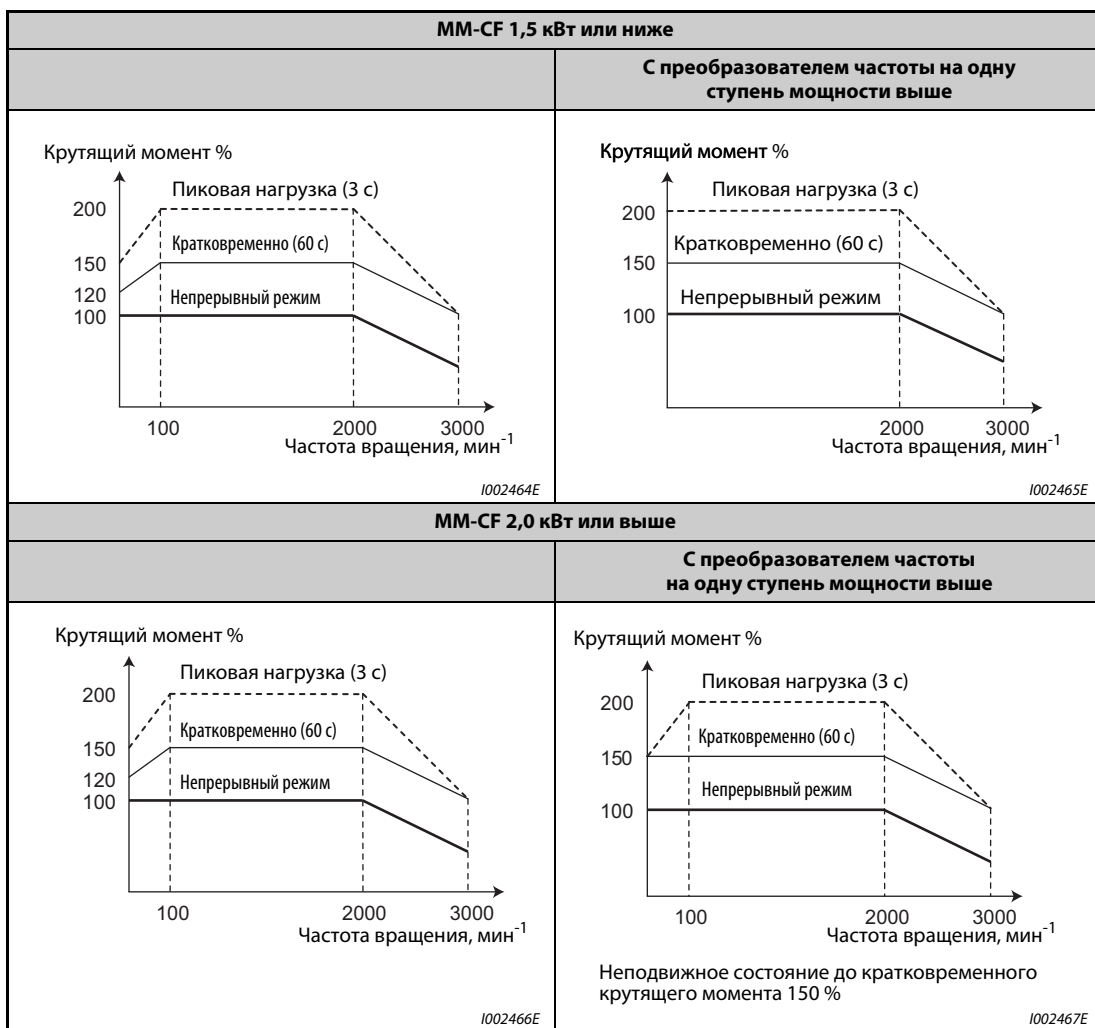 MM-CF 1,5 кВт или ниже
С преобразователем частоты на одну
ступень мощности выше
Крутящий момент %
Пиковая нагрузка (3 с)
200
Кратковременно (60 с)
150
120
Непрерывный режим
100
100
2000
3000
Частота вращения, мин-1
I002464E
Крутящий момент %
Пиковая нагрузка (3 с)
200
Кратковременно (60 с)
150
Непрерывный режим
100
2000
3000
Частота вращения, мин-1
I002465E
MM-CF 2,0 кВт или выше
С преобразователем частоты
на одну ступень мощности выше
Крутящий момент %
Пиковая нагрузка (3 с)
200
Кратковременно (60 с)
150
120
Непрерывный режим
100
100
2000
3000
Частота вращения, мин-1
I002466E
Крутящий момент %
Пиковая нагрузка (3 с)
200
Кратковременно (60 с)
150
Непрерывный режим
100
100
2000
3000
Частота вращения, мин-1
Неподвижное состояние до кратковременного
крутящего момента 150 %
I002467E